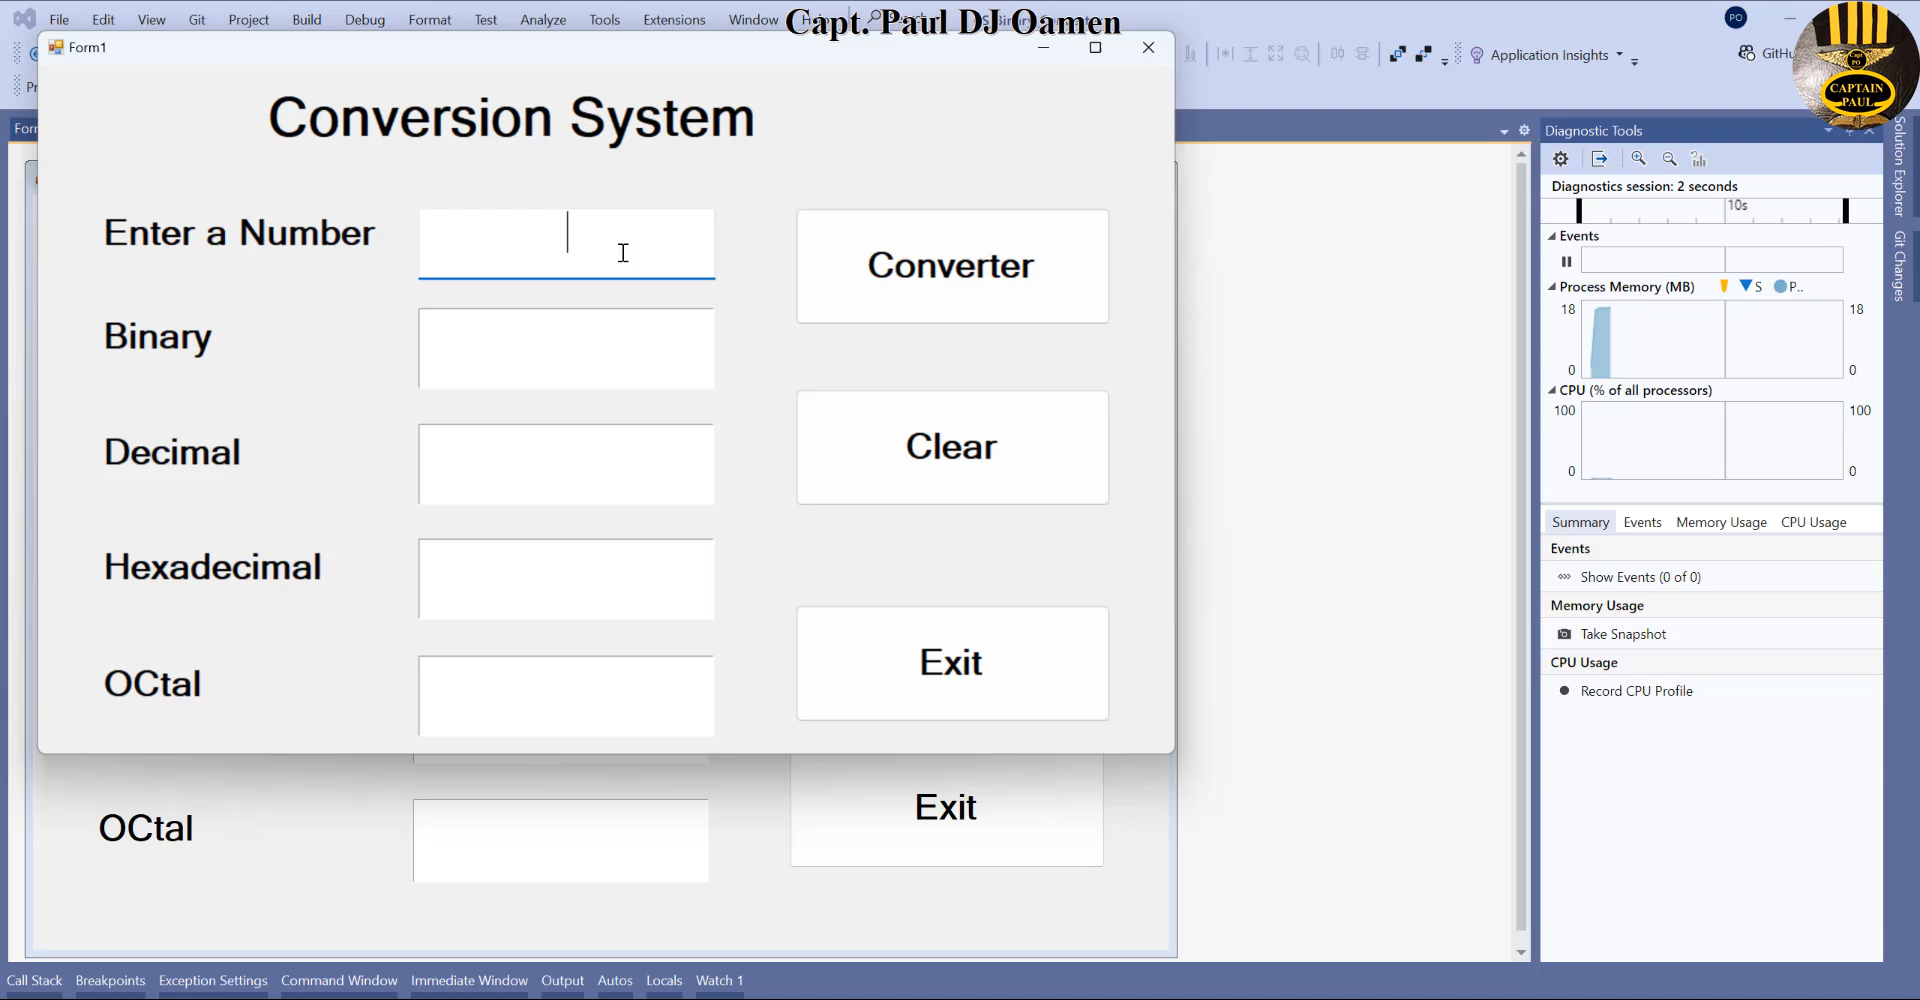 File Edit View Git Project Build Debug Format Test Analyze Tools Extensions Window
Capt. Paul DJ Oamen
PO
Form1
Application Insights
CAPTAIN
PAUL
Conversion System
Diagnostic Tools
Solution Explorer
Git Changes
Diagnostics session: 2 seconds
10s
Enter a Number
Converter
Events
Process Memory (MB) S P..
18 18
0 0
Binary
CPU (% of all processors)
100 100
0 0
Decimal
Clear
Summary Events Memory Usage CPU Usage
Events
Show Events (0 of 0)
Memory Usage
Take Snapshot
CPU Usage
Record CPU Profile
Hexadecimal
Exit
OCtal
Exit
OCtal
Call Stack Breakpoints Exception Settings Command Window Immediate Window Output Autos Locals Watch 1